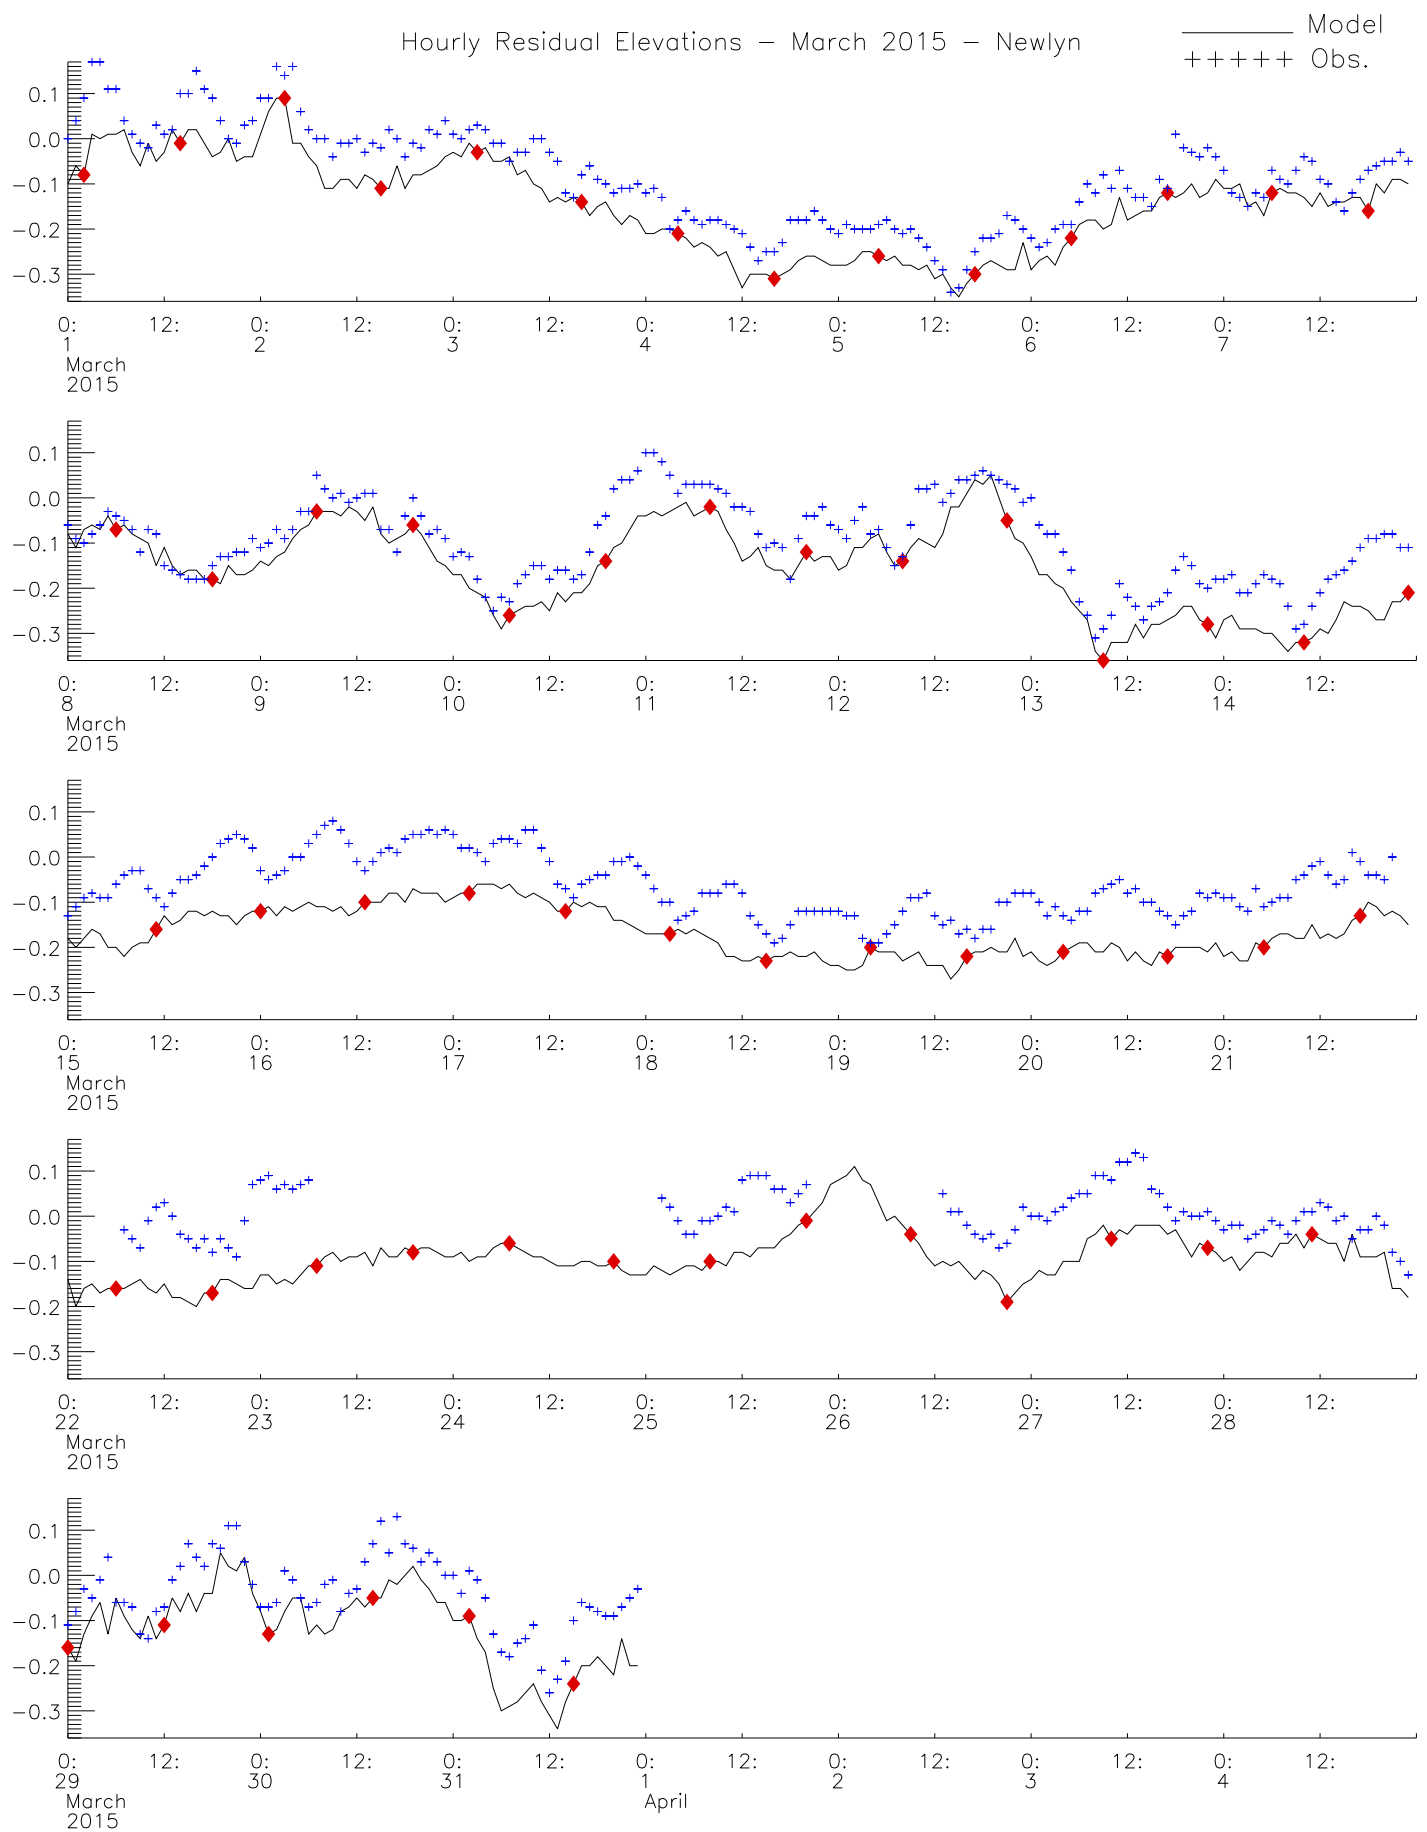 Hourly Residual Elevations – March 2015 – Newlyn
Model
+++++ Obs.
0.1
0.0
−0.1
−0.2
−0.3
0: 12: 0: 12: 0: 12: 0: 12: 0: 12: 0: 12: 0: 12:
1 2 3 4 5 6 7
March
2015
0.1
0.0
−0.1
−0.2
−0.3
0: 12: 0: 12: 0: 12: 0: 12: 0: 12: 0: 12: 0: 12:
8 9 10 11 12 13 14
March
2015
0.1
0.0
−0.1
−0.2
−0.3
0: 12: 0: 12: 0: 12: 0: 12: 0: 12: 0: 12: 0: 12:
15 16 17 18 19 20 21
March
2015
0.1
0.0
−0.1
−0.2
−0.3
0: 12: 0: 12: 0: 12: 0: 12: 0: 12: 0: 12: 0: 12:
22 23 24 25 26 27 28
March
2015
0.1
0.0
−0.1
−0.2
−0.3
0: 12: 0: 12: 0: 12: 0: 12: 0: 12: 0: 12: 0: 12:
29 30 31 1 2 3 4
March April
2015